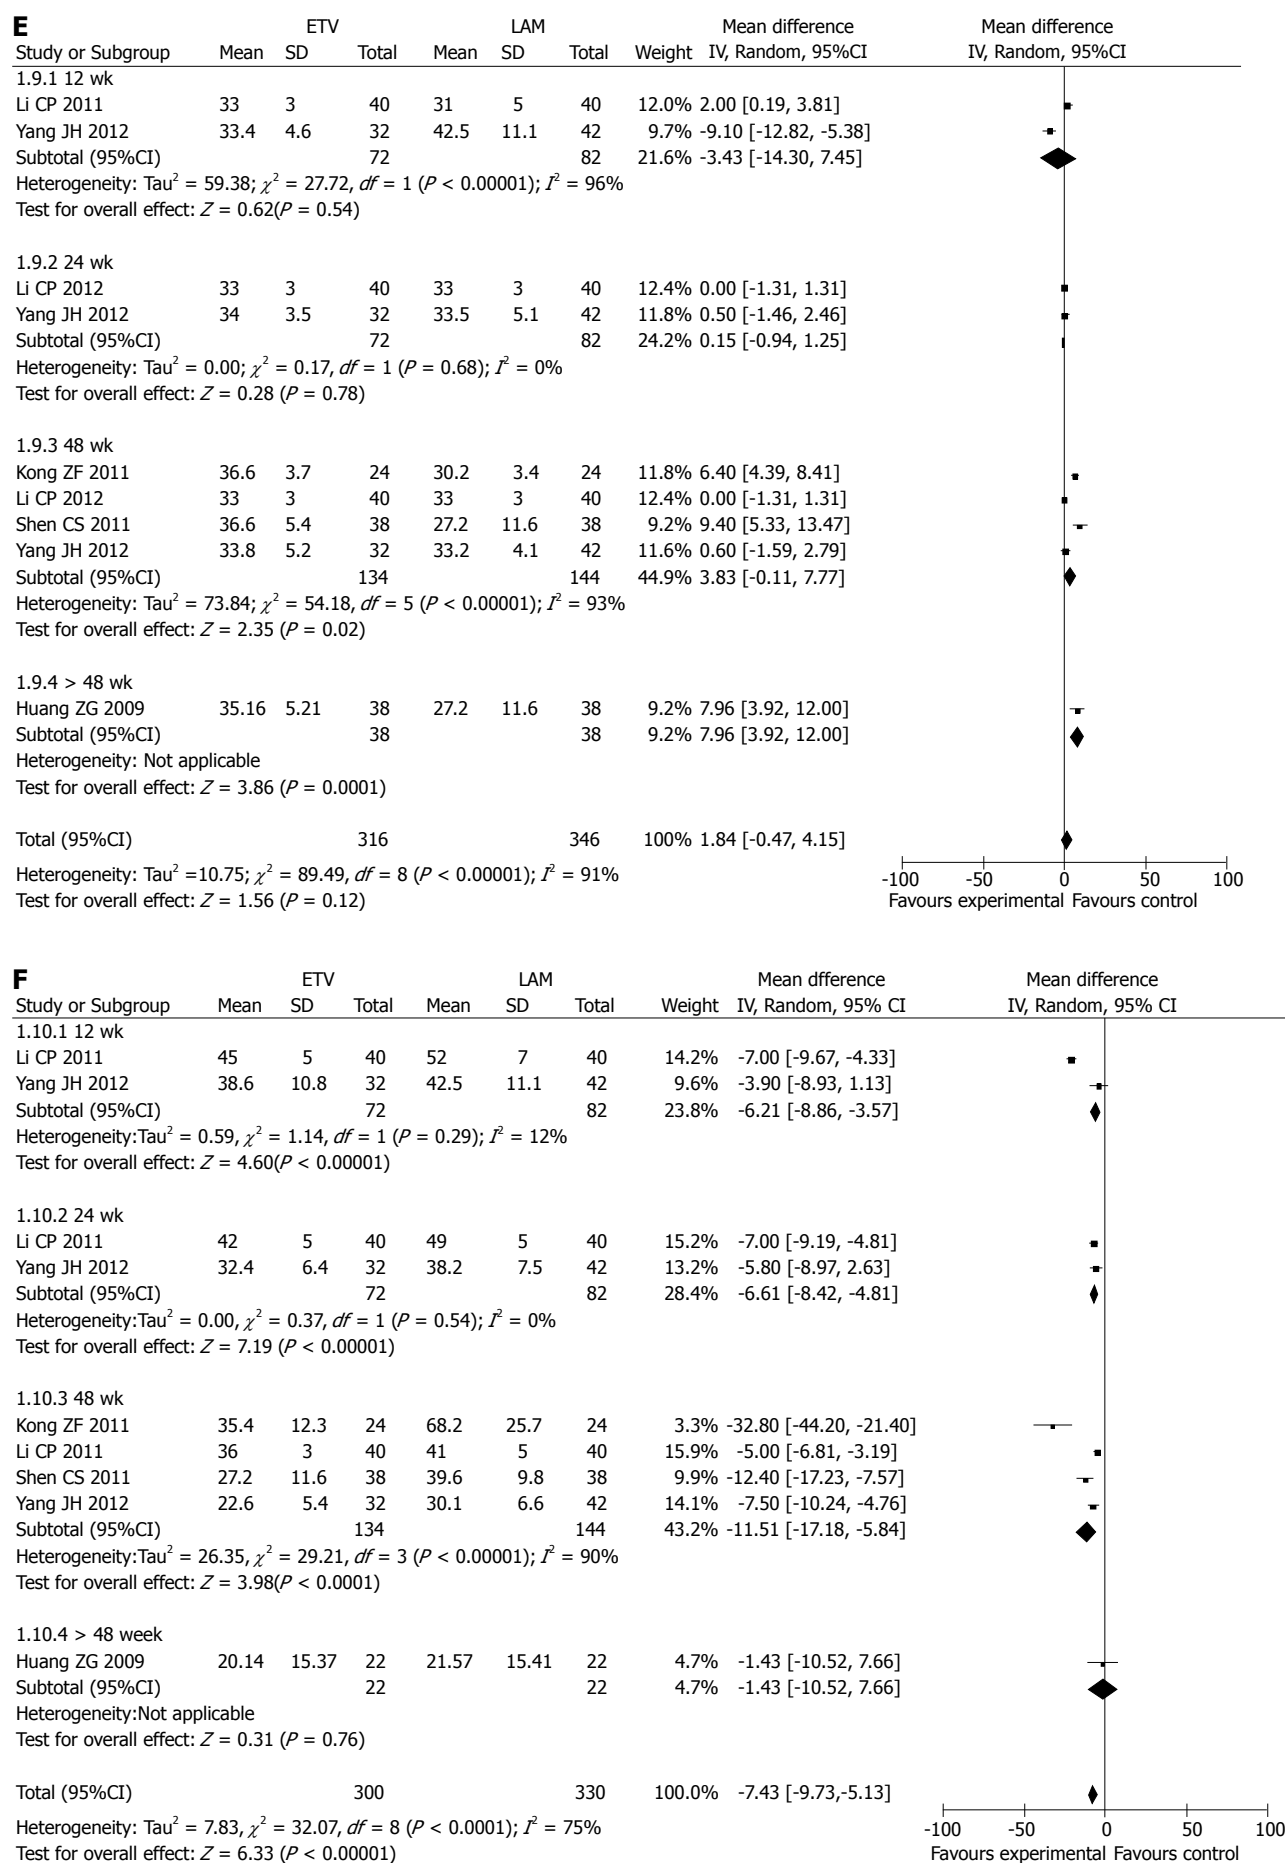 E
ETV LAM Mean difference Mean difference
Study or Subgroup Mean SD Total Mean SD Total Weight IV, Random, 95%CI IV, Random, 95%CI
1.9.1 12 wk
Li CP 2011 33 3 40 31 5 40 12.0% 2.00 [0.19, 3.81]
Yang JH 2012 33.4 4.6 32 42.5 11.1 42 9.7% -9.10 [-12.82, -5.38]
Subtotal (95%CI) 72 82 21.6% -3.43 [-14.30, 7.45]
Heterogeneity: Tau² = 59.38; χ² = 27.72, df = 1 (P < 0.00001); I² = 96%
Test for overall effect: Z = 0.62(P = 0.54)
1.9.2 24 wk
Li CP 2012 33 3 40 33 3 40 12.4% 0.00 [-1.31, 1.31]
Yang JH 2012 34 3.5 32 33.5 5.1 42 11.8% 0.50 [-1.46, 2.46]
Subtotal (95%CI) 72 82 24.2% 0.15 [-0.94, 1.25]
Heterogeneity: Tau² = 0.00; χ² = 0.17, df = 1 (P = 0.68); I² = 0%
Test for overall effect: Z = 0.28 (P = 0.78)
1.9.3 48 wk
Kong ZF 2011 36.6 3.7 24 30.2 3.4 24 11.8% 6.40 [4.39, 8.41]
Li CP 2012 33 3 40 33 3 40 12.4% 0.00 [-1.31, 1.31]
Shen CS 2011 36.6 5.4 38 27.2 11.6 38 9.2% 9.40 [5.33, 13.47]
Yang JH 2012 33.8 5.2 32 33.2 4.1 42 11.6% 0.60 [-1.59, 2.79]
Subtotal (95%CI) 134 144 44.9% 3.83 [-0.11, 7.77]
Heterogeneity: Tau² = 73.84; χ² = 54.18, df = 5 (P < 0.00001); I² = 93%
Test for overall effect: Z = 2.35 (P = 0.02)
1.9.4 > 48 wk
Huang ZG 2009 35.16 5.21 38 27.2 11.6 38 9.2% 7.96 [3.92, 12.00]
Subtotal (95%CI) 38 38 9.2% 7.96 [3.92, 12.00]
Heterogeneity: Not applicable
Test for overall effect: Z = 3.86 (P = 0.0001)
Total (95%CI) 316 346 100% 1.84 [-0.47, 4.15]
Heterogeneity: Tau² =10.75; χ² = 89.49, df = 8 (P < 0.00001); I² = 91%
Test for overall effect: Z = 1.56 (P = 0.12)
-100 -50 0 50 100
Favours experimental Favours control
F
ETV LAM Mean dfference Mean difference
Study or Subgroup Mean SD Total Mean SD Total Weight IV, Random, 95% CI IV, Random, 95% CI
1.10.1 12 wk
Li CP 2011 45 5 40 52 7 40 14.2% -7.00 [-9.67, -4.33]
Yang JH 2012 38.6 10.8 32 42.5 11.1 42 9.6% -3.90 [-8.93, 1.13]
Subtotal (95%CI) 72 82 23.8% -6.21 [-8.86, -3.57]
Heterogeneity:Tau² = 0.59, χ² = 1.14, df = 1 (P = 0.29); I² = 12%
Test for overall effect: Z = 4.60(P < 0.00001)
1.10.2 24 wk
Li CP 2011 42 5 40 49 5 40 15.2% -7.00 [-9.19, -4.81]
Yang JH 2012 32.4 6.4 32 38.2 7.5 42 13.2% -5.80 [-8.97, 2.63]
Subtotal (95%CI) 72 82 28.4% -6.61 [-8.42, -4.81]
Heterogeneity:Tau² = 0.00, χ² = 0.37, df = 1 (P = 0.54); I² = 0%
Test for overall effect: Z = 7.19 (P < 0.00001)
1.10.3 48 wk
Kong ZF 2011 35.4 12.3 24 68.2 25.7 24 3.3% -32.80 [-44.20, -21.40]
Li CP 2011 36 3 40 41 5 40 15.9% -5.00 [-6.81, -3.19]
Shen CS 2011 27.2 11.6 38 39.6 9.8 38 9.9% -12.40 [-17.23, -7.57]
Yang JH 2012 22.6 5.4 32 30.1 6.6 42 14.1% -7.50 [-10.24, -4.76]
Subtotal (95%CI) 134 144 43.2% -11.51 [-17.18, -5.84]
Heterogeneity:Tau² = 26.35, χ² = 29.21, df = 3 (P < 0.00001); I² = 90%
Test for overall effect: Z = 3.98(P < 0.0001)
1.10.4 > 48 week
Huang ZG 2009 20.14 15.37 22 21.57 15.41 22 4.7% -1.43 [-10.52, 7.66]
Subtotal (95%CI) 22 22 4.7% -1.43 [-10.52, 7.66]
Heterogeneity:Not applicable
Test for overall effect: Z = 0.31 (P = 0.76)
Total (95%CI) 300 330 100.0% -7.43 [-9.73,-5.13]
Heterogeneity: Tau² = 7.83, χ² = 32.07, df = 8 (P < 0.0001); I² = 75%
Test for overall effect: Z = 6.33 (P < 0.00001)
-100 -50 0 50 100
Favours experimental Favours control